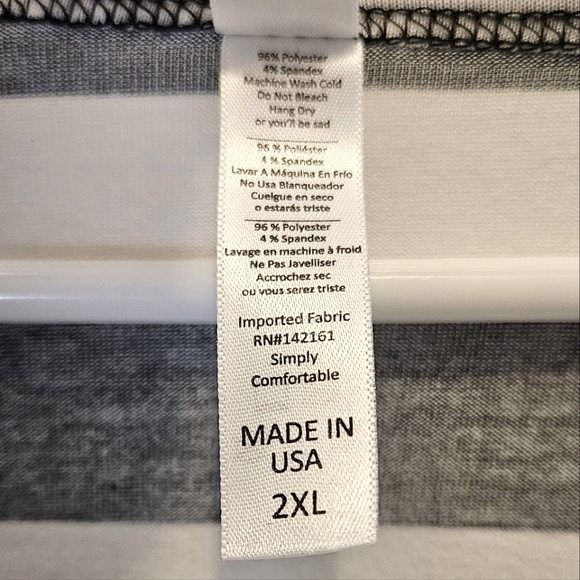 96% Polyester
4% Spandex
Machine Wash Cold
Do Not Bleach
Hang Dry
or you'll be sad
96 % Poliéster
4 % Spandex
Lavar A Máquina En Frío
No Usa Blanqueador
Cuelgue en seco
o estarás triste
96 % Polyester
4 % Spandex
Lavage en machine à froid
Ne Pas Javelliser
Accrochez sec
ou vous serez triste
Imported Fabric
RN#142161
Simply
Comfortable
MADE IN
USA
2XL